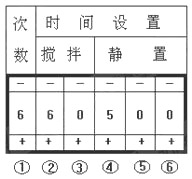 次 时间设置
数 搅拌 静置
− − − − − −
6 6 0 5 0 0
+ + + + + +
① ② ③ ④ ⑤ ⑥